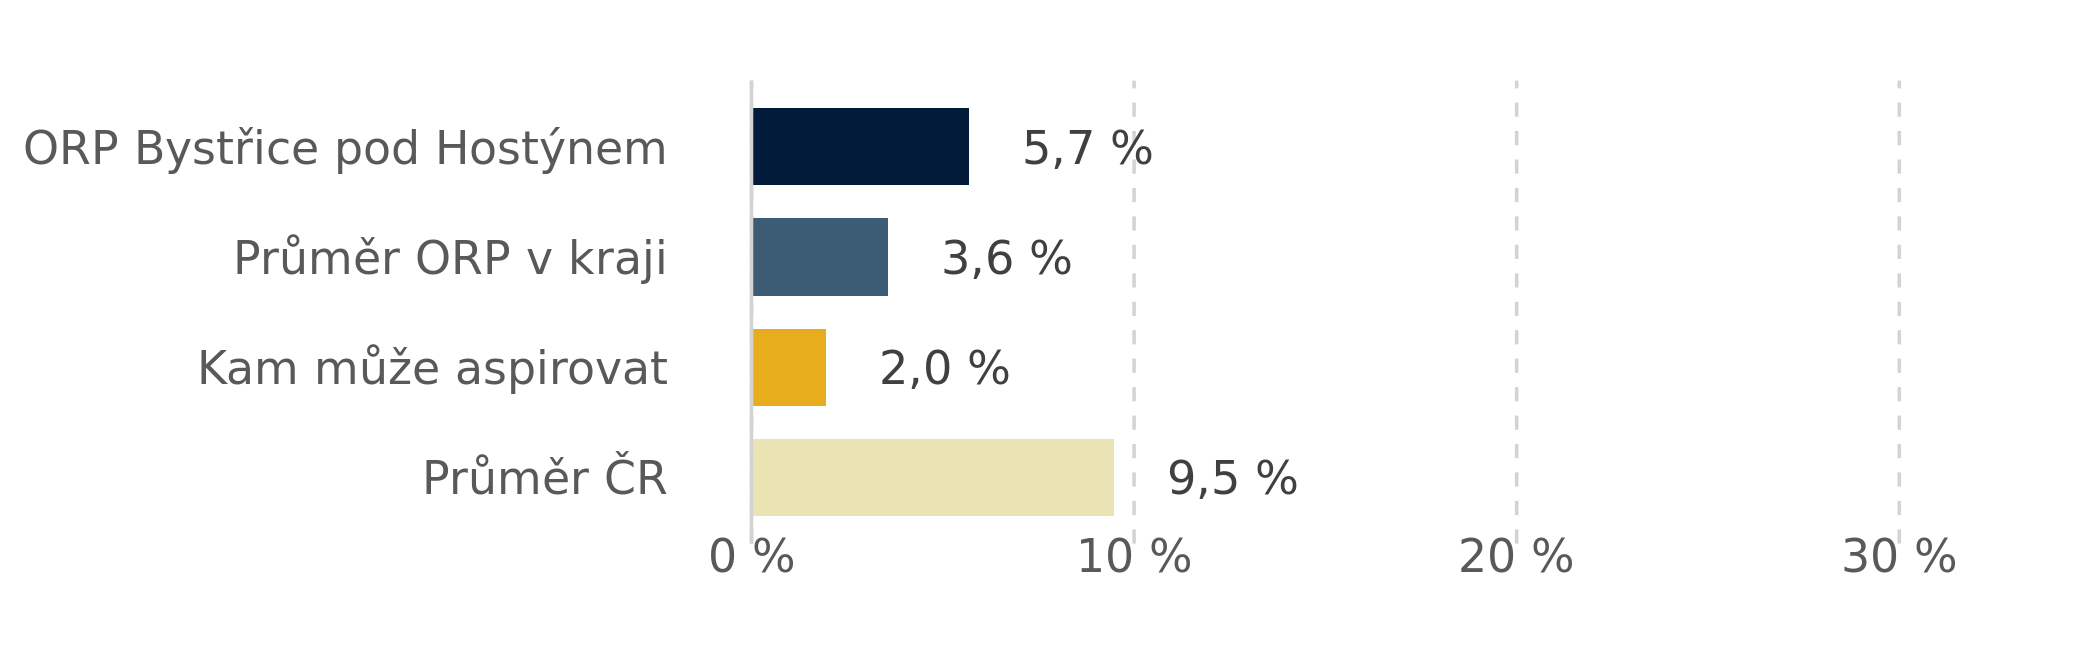 ORP Bystřice pod Hostýnem 5,7 %
Průměr ORP v kraji 3,6 %
Kam může aspirovat 2,0 %
Průměr ČR 9,5 %
0 % 10 % 20 % 30 %